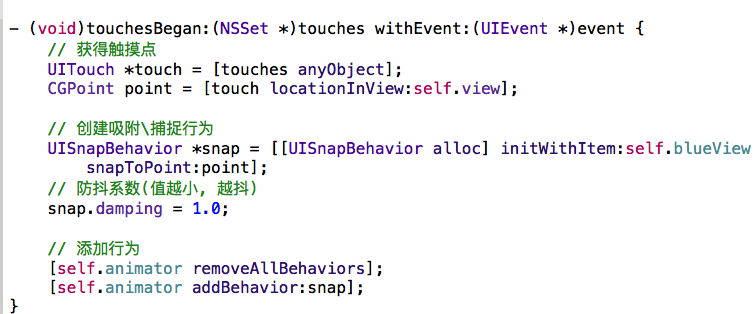 - (void)touchesBegan:(NSSet *)touches withEvent:(UIEvent *)event {
    // 获得触摸点
    UITouch *touch = [touches anyObject];
    CGPoint point = [touch locationInView:self.view];

    // 创建吸附\捕捉行为
    UISnapBehavior *snap = [[UISnapBehavior alloc] initWithItem:self.blueView
        snapToPoint:point];
    // 防抖系数(值越小, 越抖)
    snap.damping = 1.0;

    // 添加行为
    [self.animator removeAllBehaviors];
    [self.animator addBehavior:snap];
}